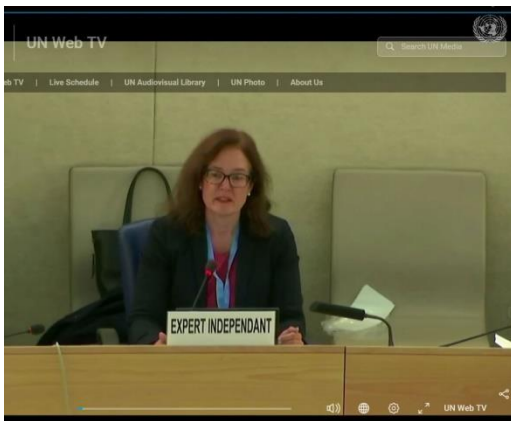 UN Web TV
Search UN Media
eb TV | Live Schedule | UN Audiovisual Library | UN Photo | About Us
EXPERT INDEPENDANT
UN Web TV